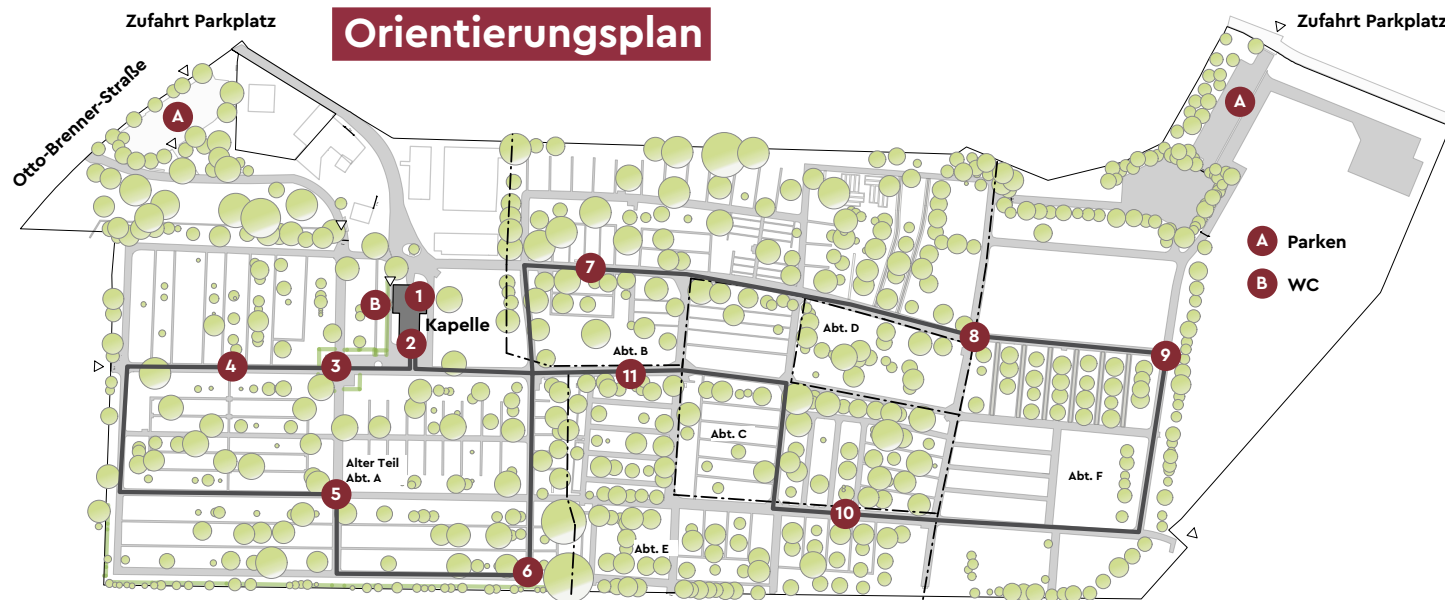 Zufahrt Parkplatz
Orientierungsplan
Zufahrt Parkplatz
Otto-Brenner-Straße
A
A
A Parken
B WC
7
1
B
Kapelle
2
Abt. D
8
9
Abt. B
4
3
11
Abt. C
Alter Teil
Abt. A
Abt. F
5
10
Abt. E
6